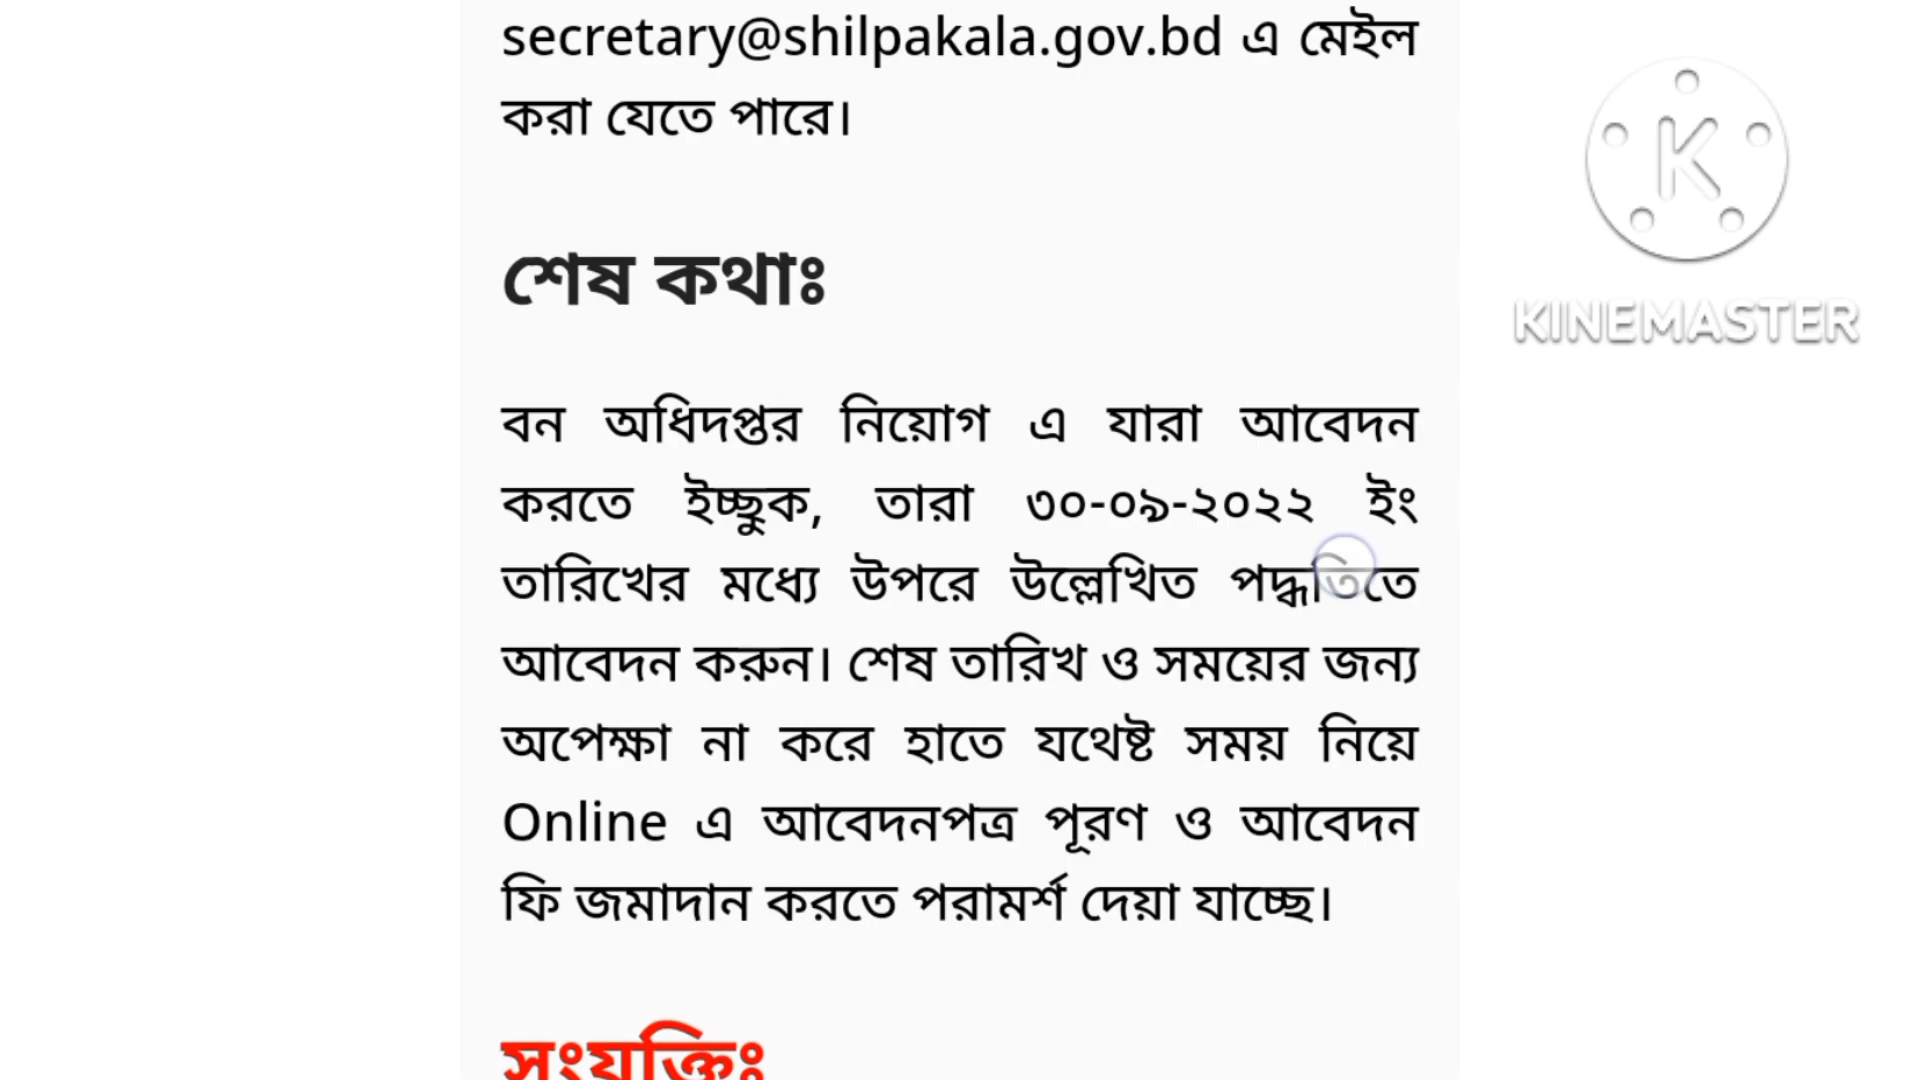 secretary@shilpakala.gov.bd এ মেইল
করা যেতে পারে।
শেষ কথাঃ
বন অধিদপ্তর নিয়োগ এ যারা আবেদন
করতে ইচ্ছুক, তারা ৩০-০৯-২০২২ ইং
তারিখের মধ্যে উপরে উল্লেখিত পদ্ধতিতে
আবেদন করুন। শেষ তারিখ ও সময়ের জন্য
অপেক্ষা না করে হাতে যথেষ্ট সময় নিয়ে
Online এ আবেদনপত্র পূরণ ও আবেদন
ফি জমাদান করতে পরামর্শ দেয়া যাচ্ছে।
সংযুক্তিঃ
K
KINEMASTER